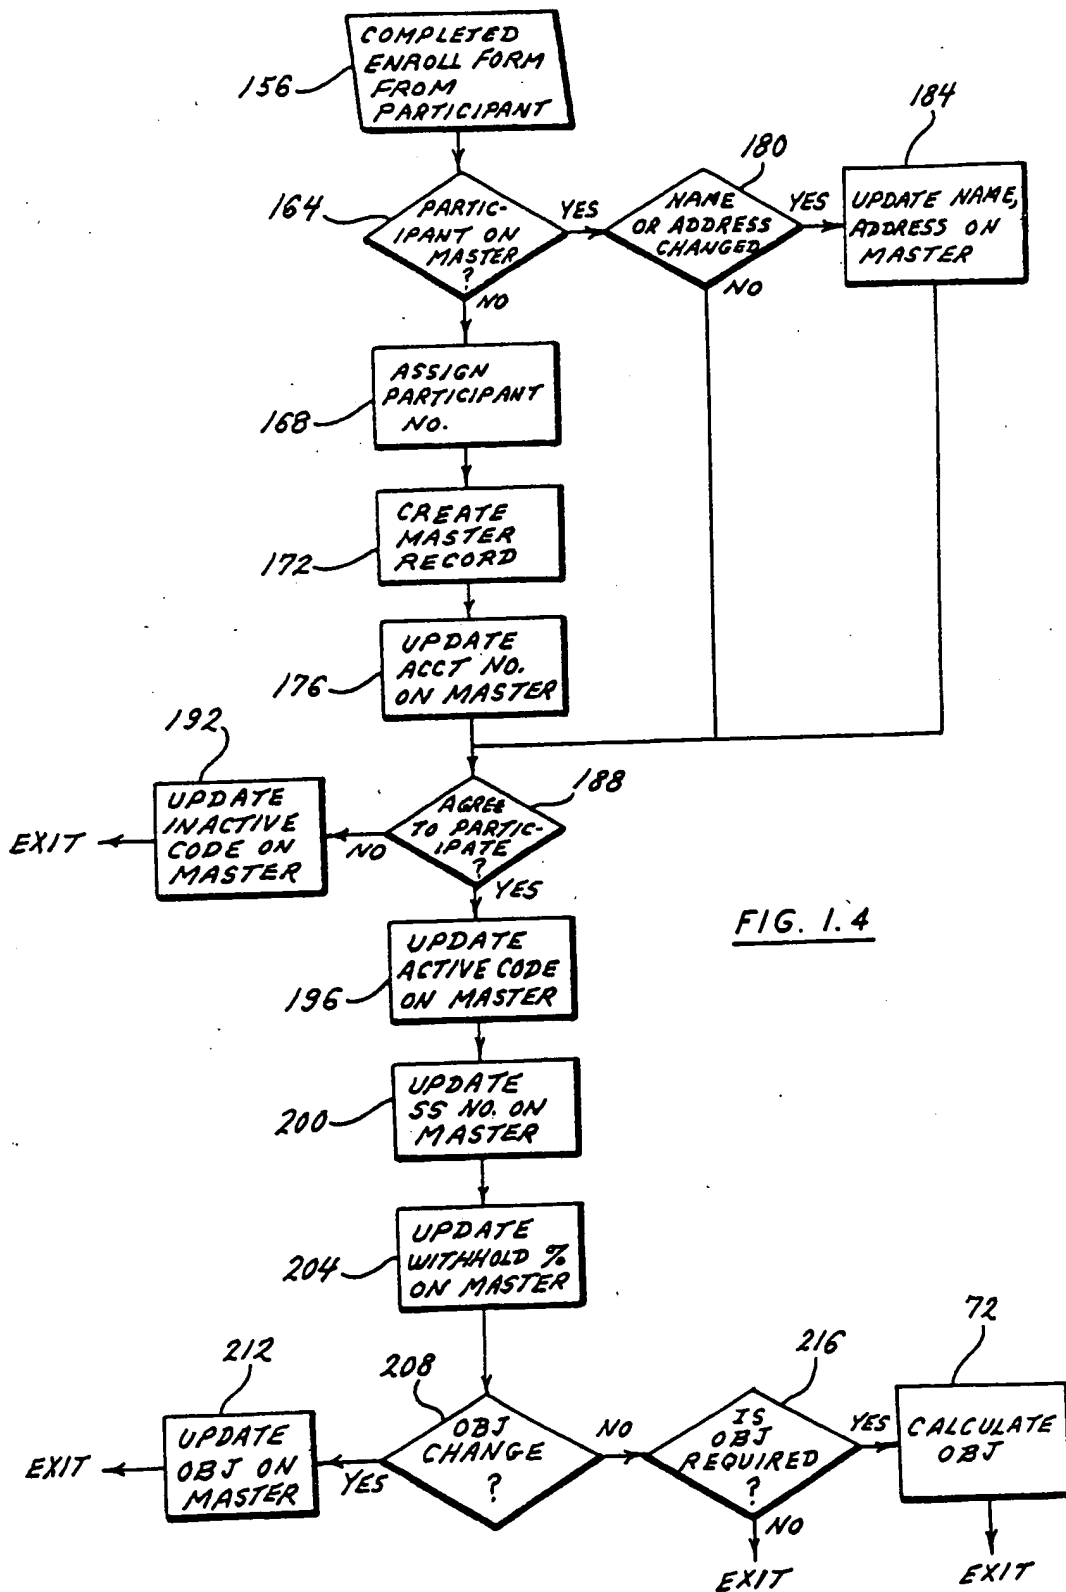 COMPLETED
ENROLL FORM
FROM
PARTICIPANT
156
184
180
164
PARTIC-
IPANT ON
MASTER
?
YES
NAME
OR ADDRESS
CHANGED
YES
UPDATE NAME,
ADDRESS ON
MASTER
NO
NO
ASSIGN
PARTICIPANT
NO.
168
CREATE
MASTER
RECORD
172
UPDATE
ACCT NO.
ON MASTER
176
192
188
UPDATE
INACTIVE
CODE ON
MASTER
EXIT
NO
AGREE
TO PARTIC-
IPATE
?
YES
FIG. 1.4
UPDATE
ACTIVE CODE
ON MASTER
196
UPDATE
SS NO. ON
MASTER
200
UPDATE
WITHHOLD %
ON MASTER
204
212
208
216
72
EXIT
UPDATE
OBJ ON
MASTER
YES
OBJ
CHANGE
?
NO
IS
OBJ
REQUIRED
?
YES
CALCULATE
OBJ
NO
EXIT
EXIT